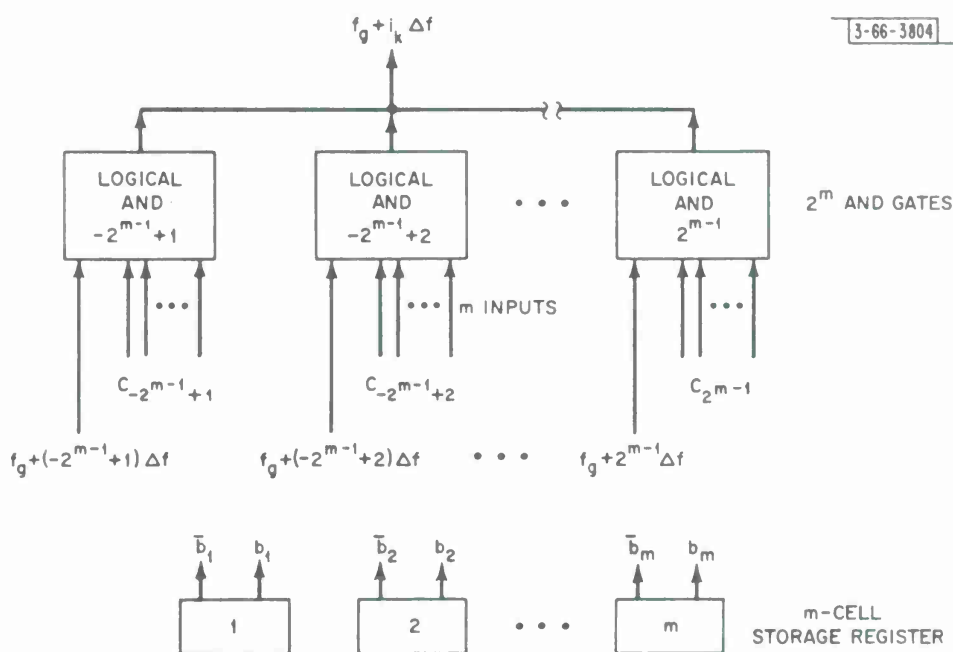 f_g + i_k Δf
3-66-3804
LOGICAL AND -2^{m-1}+1
LOGICAL AND -2^{m-1}+2
• • •
LOGICAL AND 2^{m-1}
2^m AND GATES
• • •
• • • m INPUTS
• • •
C_{-2^{m-1}+1}
C_{-2^{m-1}+2}
C_{2^{m-1}}
f_g+(-2^{m-1}+1)Δf
f_g+(-2^{m-1}+2)Δf
• • •
f_g+2^{m-1}Δf
b̄_1 b_1
b̄_2 b_2
b̄_m b_m
1
2
• • •
m
m-CELL
STORAGE REGISTER